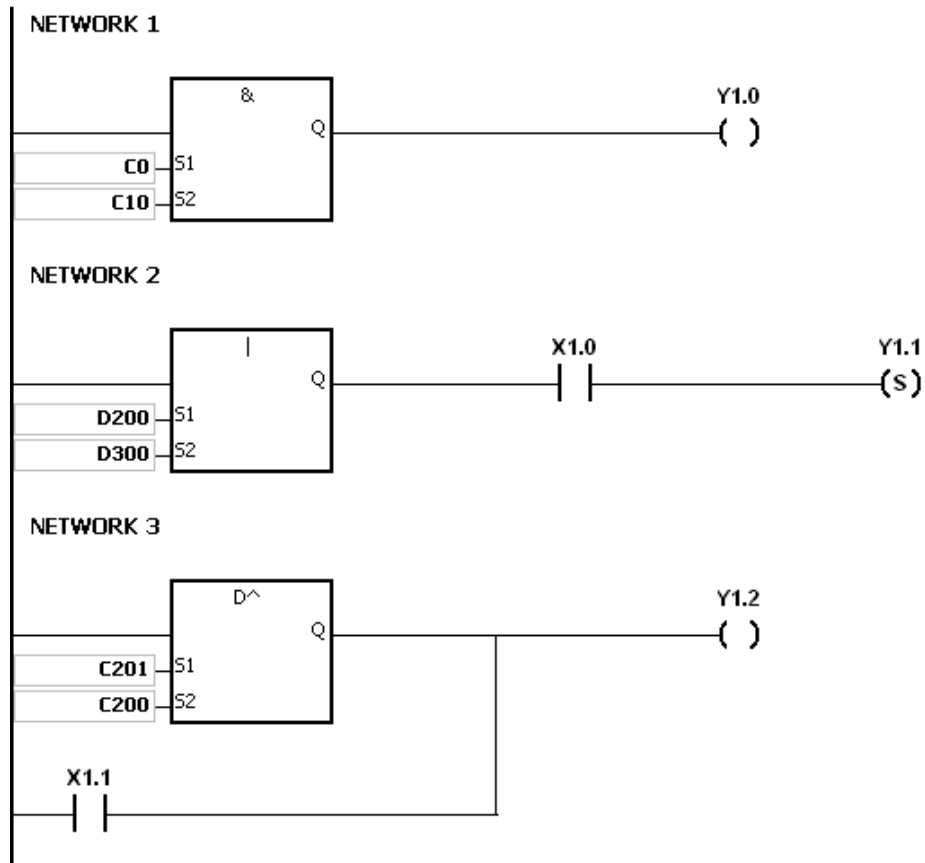 NETWORK 1
&
Y1.0
Q
( )
C0 S1
C10 S2
NETWORK 2
|
X1.0
Y1.1
Q
(S)
D200 S1
D300 S2
NETWORK 3
D^
Y1.2
Q
( )
C201 S1
C200 S2
X1.1